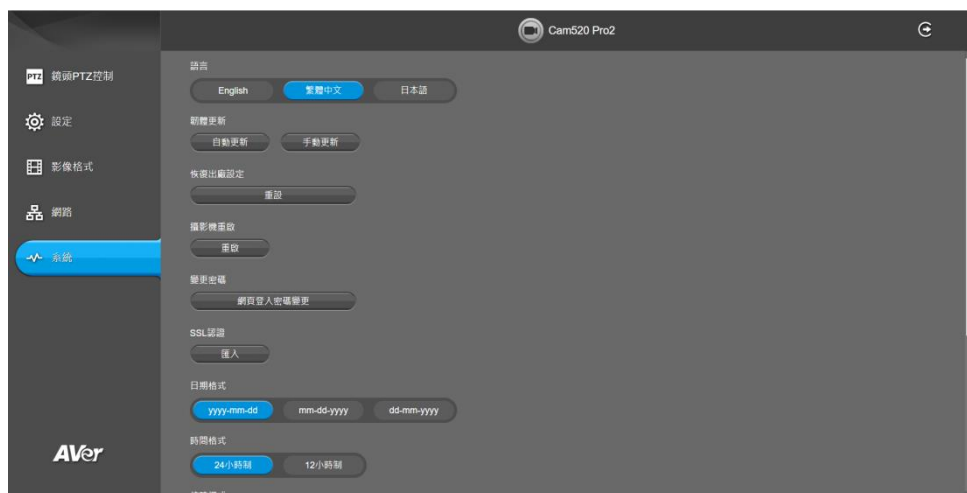 Cam520 Pro2
PTZ 鏡頭PTZ控制
設定
影像格式
網路
系統
AVer
語言
English 繁體中文 日本語
韌體更新
自動更新 手動更新
恢復出廠設定
重設
攝影機重啟
重啟
變更密碼
網頁登入密碼變更
SSL認證
匯入
日期格式
yyyy-mm-dd mm-dd-yyyy dd-mm-yyyy
時間格式
24小時制 12小時制